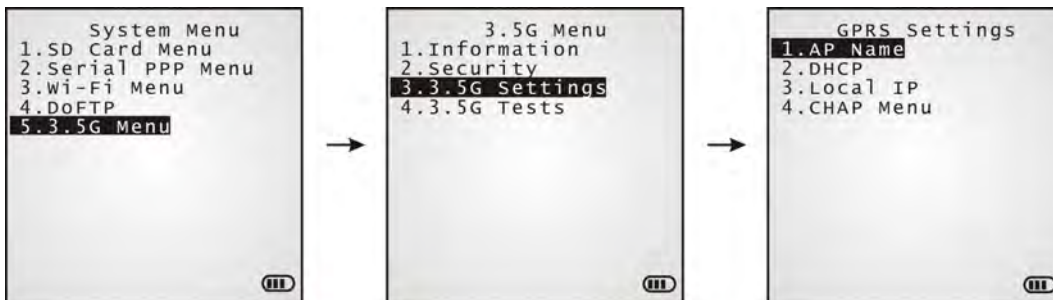 System Menu
1.SD Card Menu
2.Serial PPP Menu
3.Wi-Fi Menu
4.DoFTP
5.3.5G Menu
3.5G Menu
1.Information
2.Security
3.3.5G Settings
4.3.5G Tests
GPRS Settings
1.AP Name
2.DHCP
3.Local IP
4.CHAP Menu